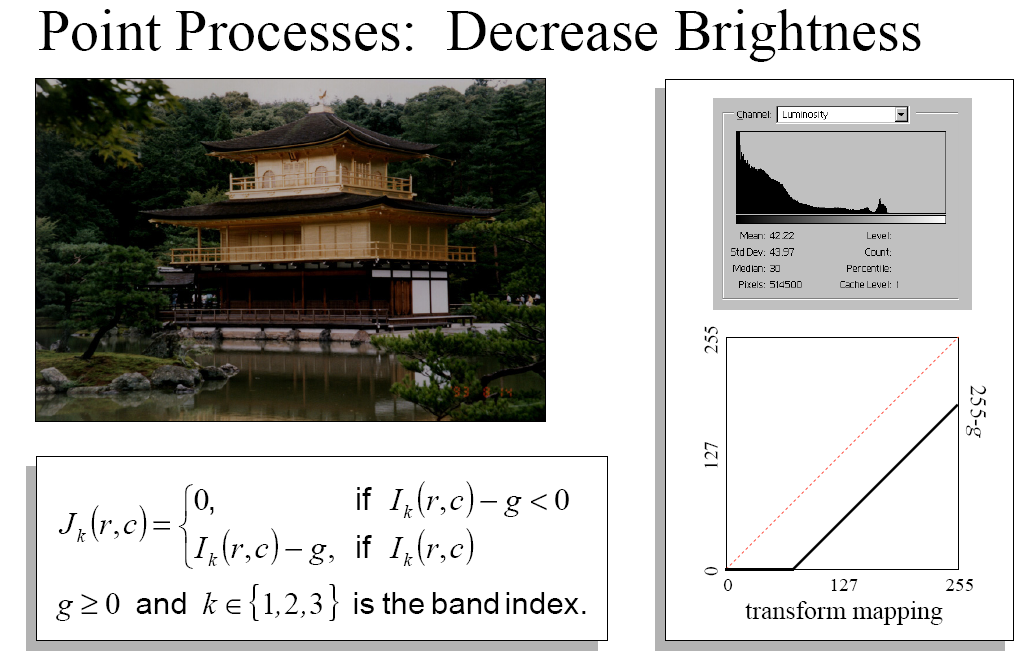 Point Processes: Decrease Brightness
Channel: Luminosity
Mean: 42.22 Level:
Std Dev: 43.97 Count:
Median: 30 Percentile:
Pixels: 514500 Cache Level: 1
255
127
0
255-g
0 127 255
transform mapping
J_k(r,c) = { 0, if I_k(r,c) − g < 0
I_k(r,c) − g, if I_k(r,c)
g ≥ 0 and k ∈ {1,2,3} is the band index.